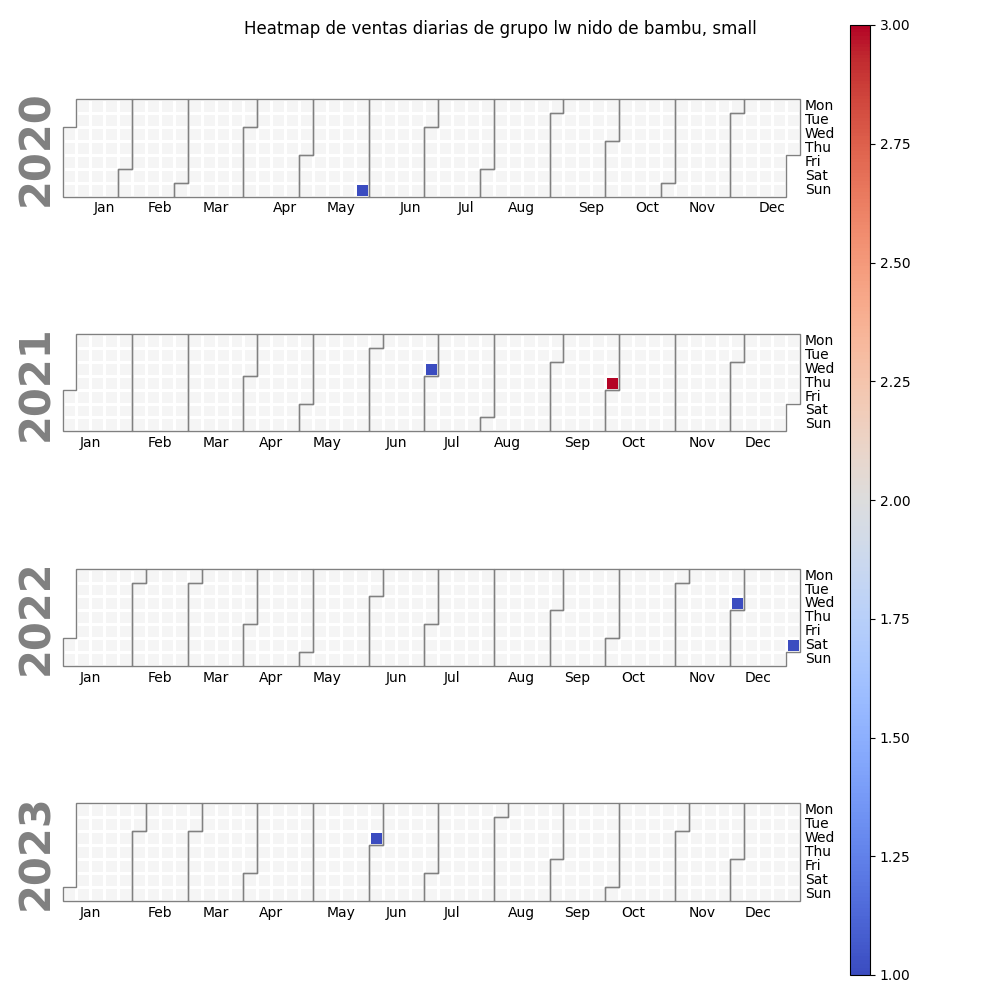 Heatmap de ventas diarias de grupo lw nido de bambu, small
3.00
2.75
2.50
2.25
2.00
1.75
1.50
1.25
1.00
2020
Mon
Tue
Wed
Thu
Fri
Sat
Sun
Jan Feb Mar Apr May Jun Jul Aug Sep Oct Nov Dec
2021
Mon
Tue
Wed
Thu
Fri
Sat
Sun
Jan Feb Mar Apr May Jun Jul Aug Sep Oct Nov Dec
2022
Mon
Tue
Wed
Thu
Fri
Sat
Sun
Jan Feb Mar Apr May Jun Jul Aug Sep Oct Nov Dec
2023
Mon
Tue
Wed
Thu
Fri
Sat
Sun
Jan Feb Mar Apr May Jun Jul Aug Sep Oct Nov Dec